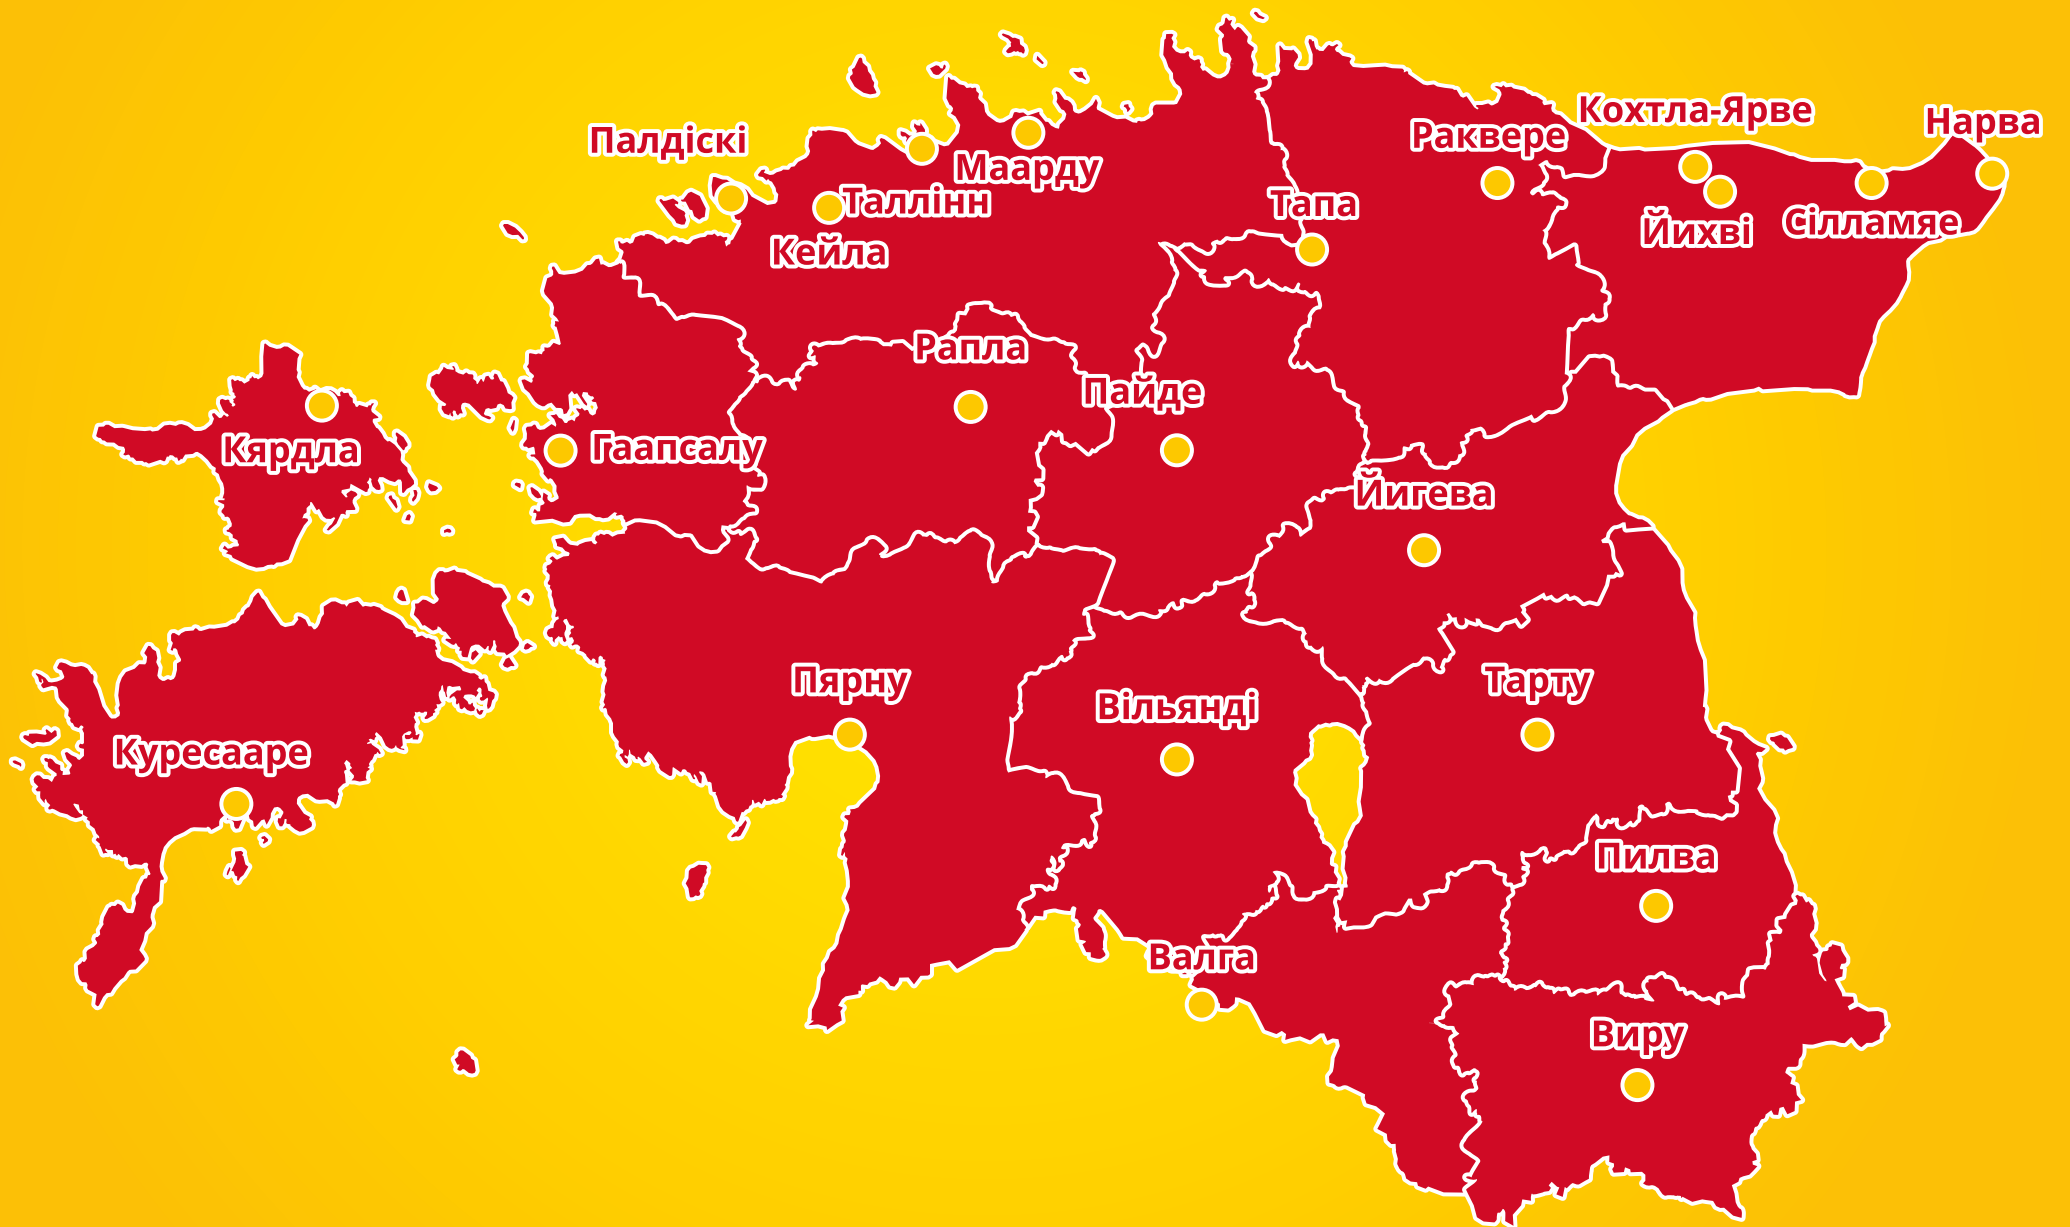 Кохтла-Ярве
Нарва
Раквере
Палдіскі
Маарду
Таллінн
Тапа
Сілламяе
Йихві
Кейла
Рапла
Пайде
Гаапсалу
Кярдла
Йигева
Пярну
Тарту
Вільянді
Куресааре
Пилва
Валга
Виру